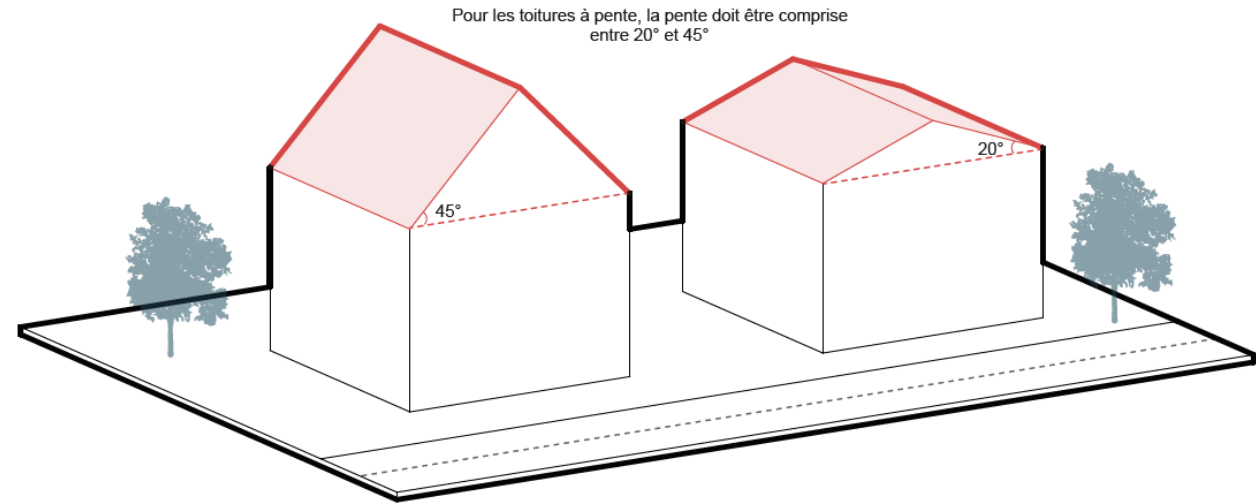 Pour les toitures à pente, la pente doit être comprise
entre 20° et 45°
20°
45°